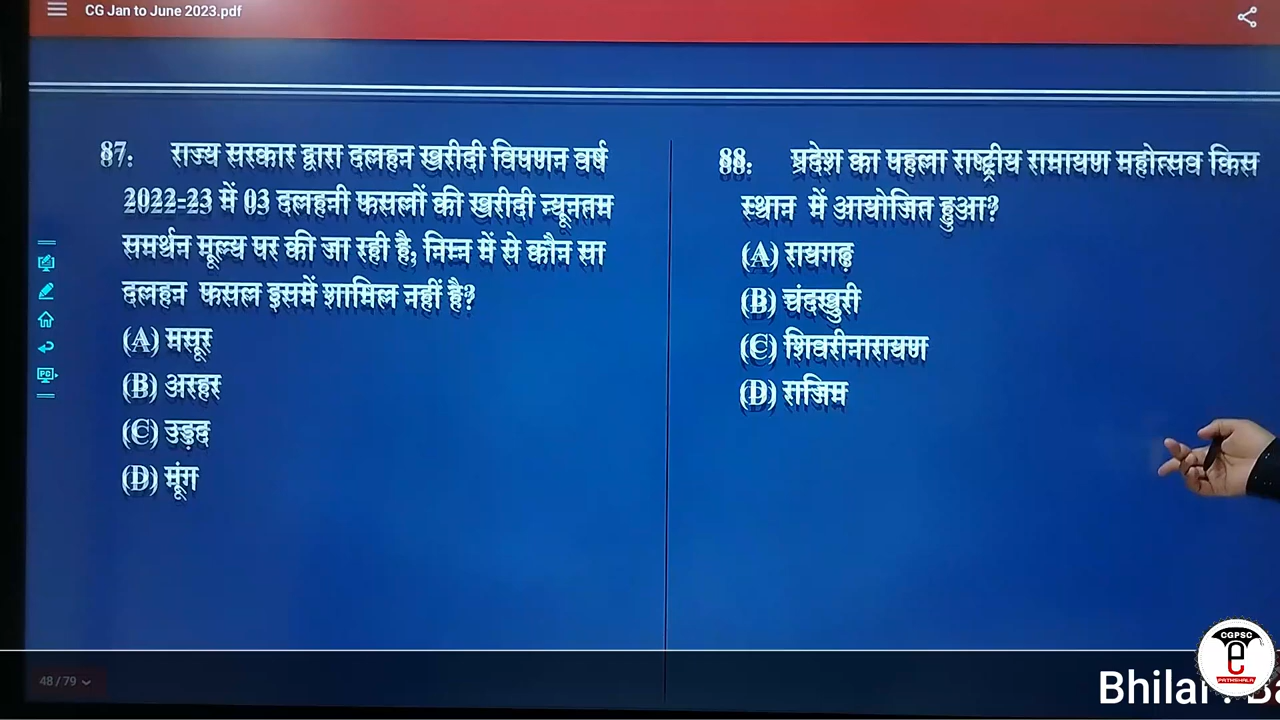 CG Jan to June 2023.pdf
87. राज्य सरकार द्वारा दलहन खरीदी विपणन वर्ष
2022-23 में 03 दलहनी फसलों की खरीदी न्यूनतम
समर्थन मूल्य पर की जा रही है, निम्न में से कौन सा
दलहन फसल इसमें शामिल नहीं है?
(A) मसूर
(B) अरहर
(C) उड़द
(D) मूंग
88. प्रदेश का पहला राष्ट्रीय रामायण महोत्सव किस
स्थान में आयोजित हुआ?
(A) रायगढ़
(B) चंदखुरी
(C) शिवरीनारायण
(D) राजिम
48 / 79
CGPSC
e
PATHSHALA
Bhilai